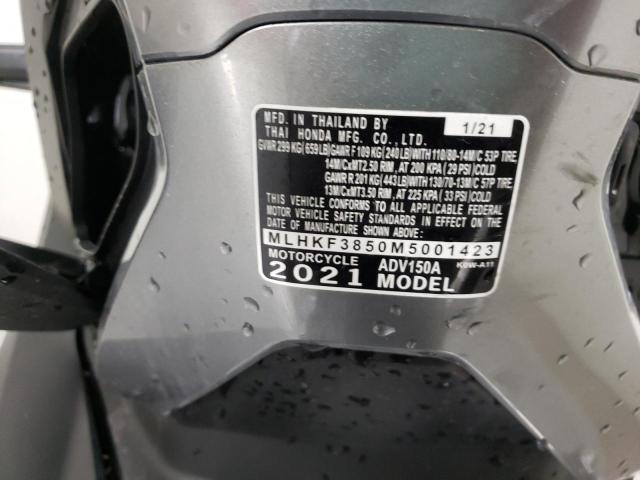 MFD. IN THAILAND BY 1/21
THAI HONDA MFG. CO., LTD.
GVWR 299 KG(659 LB)GAWR F 109 KG(240 LB)WITH 110/80-14M/C 53P TIRE
14M/CxMT2.50 RIM, AT 200 KPA(29 PSI)COLD
GAWR R 201 KG(443 LB)WITH 130/70-13M/C 57P TIRE
13M/CxMT3.50 RIM, AT 225 KPA(33 PSI)COLD
THIS VEHICLE CONFORMS TO ALL APPLICABLE FEDERAL
MOTOR VEHICLE SAFETY STANDARDS IN EFFECT ON THE
DATE OF MANUFACTURE SHOWN ABOVE:
MLHKF3850M5001423
MOTORCYCLE ADV150A K0W-A11
2021 MODEL